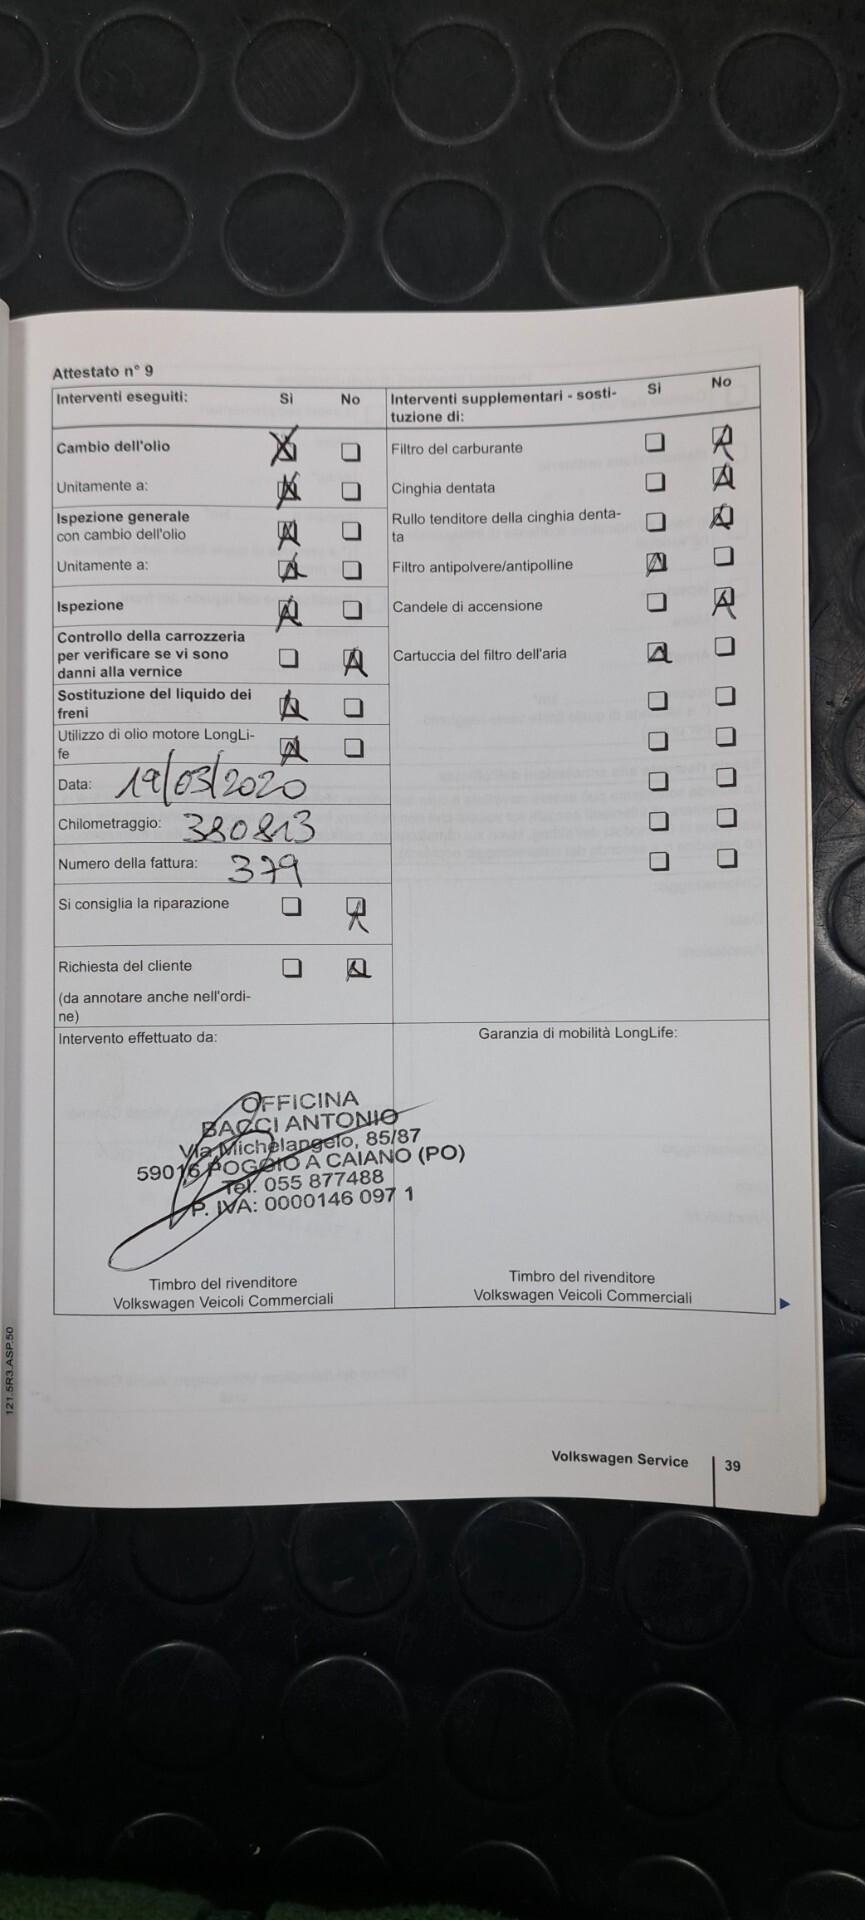 Attestato n° 9
Interventi eseguiti: Sì No
Cambio dell'olio
Unitamente a:
Ispezione generale
con cambio dell'olio
Unitamente a:
Ispezione
Controllo della carrozzeria
per verificare se vi sono
danni alla vernice
Sostituzione del liquido dei
freni
Utilizzo di olio motore LongLi-
fe
Data: 19/03/2020
Chilometraggio: 380813
Numero della fattura: 379
Si consiglia la riparazione
Richiesta del cliente
(da annotare anche nell'ordi-
ne)
Interventi supplementari - sosti- Sì No
tuzione di:
Filtro del carburante
Cinghia dentata
Rullo tenditore della cinghia denta-
ta
Filtro antipolvere/antipolline
Candele di accensione
Cartuccia del filtro dell'aria
Intervento effettuato da:
OFFICINA
BACCI ANTONIO
Via Michelangelo, 85/87
59016 POGGIO A CAIANO (PO)
Tel. 055 877488
P. IVA: 0000146 097 1
Timbro del rivenditore
Volkswagen Veicoli Commerciali
Garanzia di mobilità LongLife:
Timbro del rivenditore
Volkswagen Veicoli Commerciali
121.5R3.ASP.50
Volkswagen Service 39